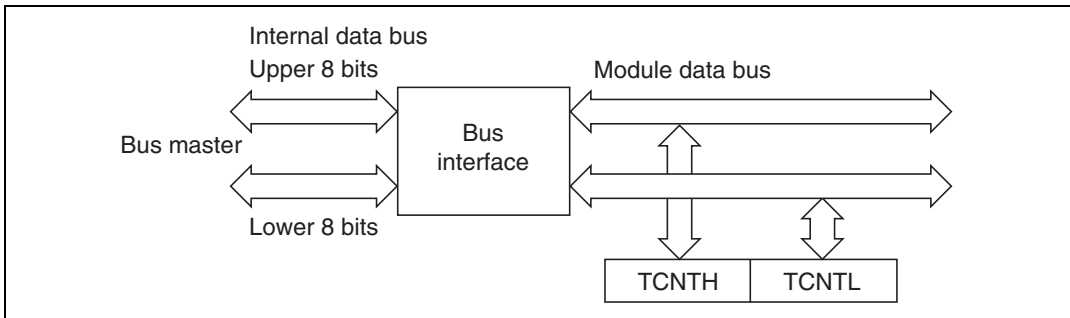 Internal data bus
Upper 8 bits
Module data bus
Bus master
Bus
interface
Lower 8 bits
TCNTH
TCNTL